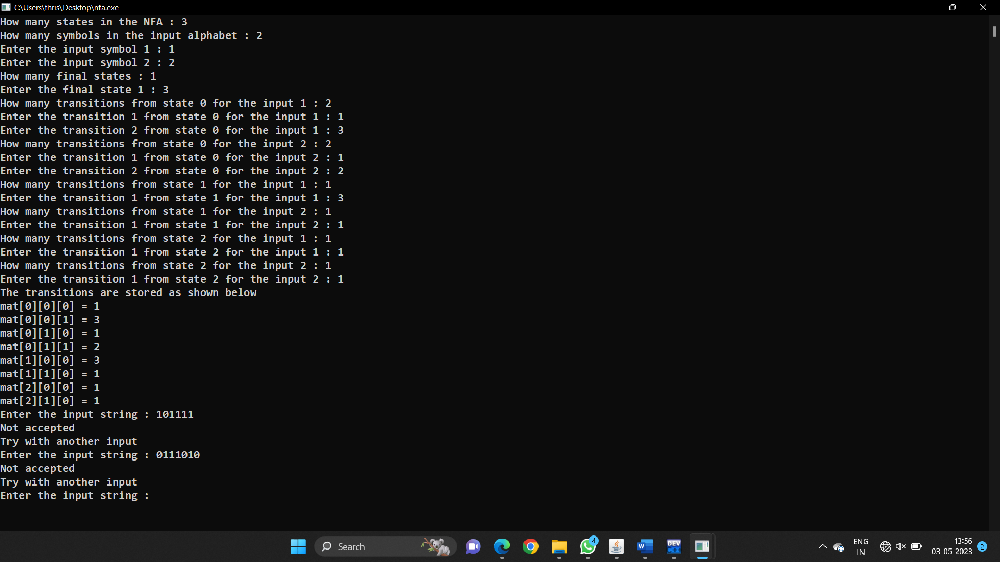 C:\Users\thris\Desktop\nfa.exe
How many states in the NFA : 3
How many symbols in the input alphabet : 2
Enter the input symbol 1 : 1
Enter the input symbol 2 : 2
How many final states : 1
Enter the final state 1 : 3
How many transitions from state 0 for the input 1 : 2
Enter the transition 1 from state 0 for the input 1 : 1
Enter the transition 2 from state 0 for the input 1 : 3
How many transitions from state 0 for the input 2 : 2
Enter the transition 1 from state 0 for the input 2 : 1
Enter the transition 2 from state 0 for the input 2 : 2
How many transitions from state 1 for the input 1 : 1
Enter the transition 1 from state 1 for the input 1 : 3
How many transitions from state 1 for the input 2 : 1
Enter the transition 1 from state 1 for the input 2 : 1
How many transitions from state 2 for the input 1 : 1
Enter the transition 1 from state 2 for the input 1 : 1
How many transitions from state 2 for the input 2 : 1
Enter the transition 1 from state 2 for the input 2 : 1
The transitions are stored as shown below
mat[0][0][0] = 1
mat[0][0][1] = 3
mat[0][1][0] = 1
mat[0][1][1] = 2
mat[1][0][0] = 3
mat[1][1][0] = 1
mat[2][0][0] = 1
mat[2][1][0] = 1
Enter the input string : 101111
Not accepted
Try with another input
Enter the input string : 0111010
Not accepted
Try with another input
Enter the input string :
Search
4
W
DEV
C++
ENG
IN
13:56
03-05-2023
2